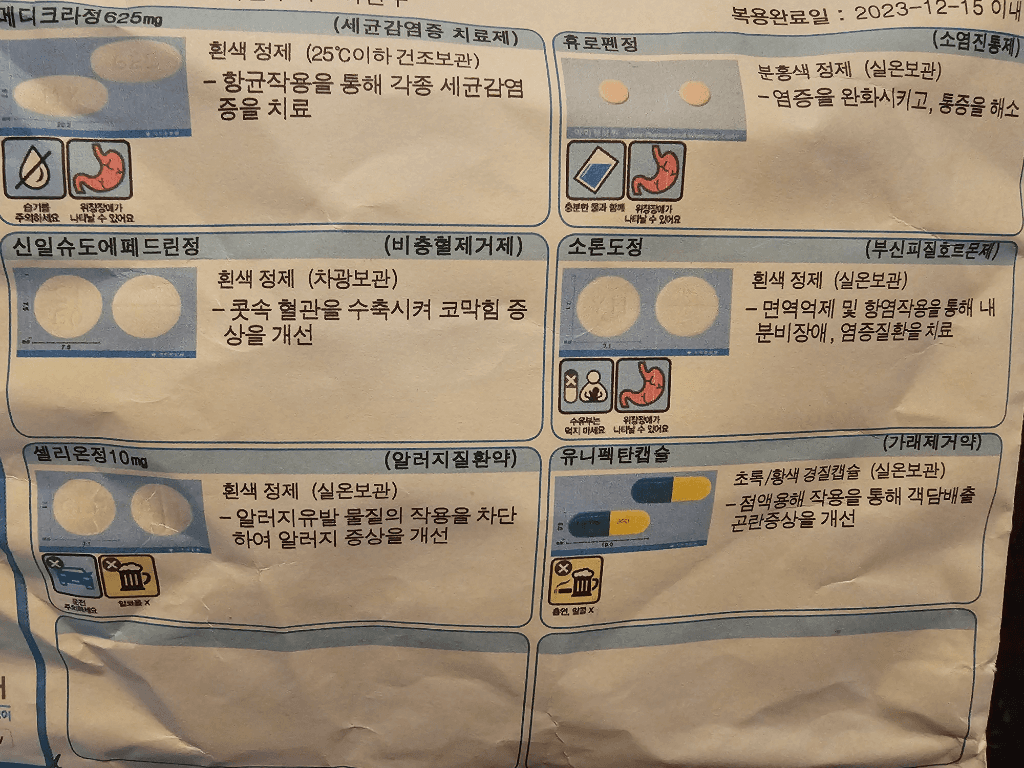 메디크라정625mg
(세균감염증 치료제)
흰색 정제 (25℃이하 건조보관)
- 항균작용을 통해 각종 세균감염
증을 치료
습기를
주의하세요
위장장애가
나타날 수 있어요
복용완료일 : 2023-12-15 이내
휴로펜정
(소염진통제)
분홍색 정제 (실온보관)
- 염증을 완화시키고, 통증을 해소
충분한 물과 함께
위장장애가
나타날 수 있어요
신일슈도에페드린정
(비충혈제거제)
흰색 정제 (차광보관)
- 콧속 혈관을 수축시켜 코막힘 증
상을 개선
소론도정
(부신피질호르몬제)
흰색 정제 (실온보관)
- 면역억제 및 항염작용을 통해 내
분비장애, 염증질환을 치료
수유부는
먹지 마세요
위장장애가
나타날 수 있어요
셀리온정10mg
(알러지질환약)
흰색 정제 (실온보관)
- 알러지유발 물질의 작용을 차단
하여 알러지 증상을 개선
운전
주의하세요
알코올 X
유니펙탄캡슐
(가래제거약)
초록/황색 경질캡슐 (실온보관)
- 점액용해 작용을 통해 객담배출
곤란증상을 개선
흡연, 알콜 X